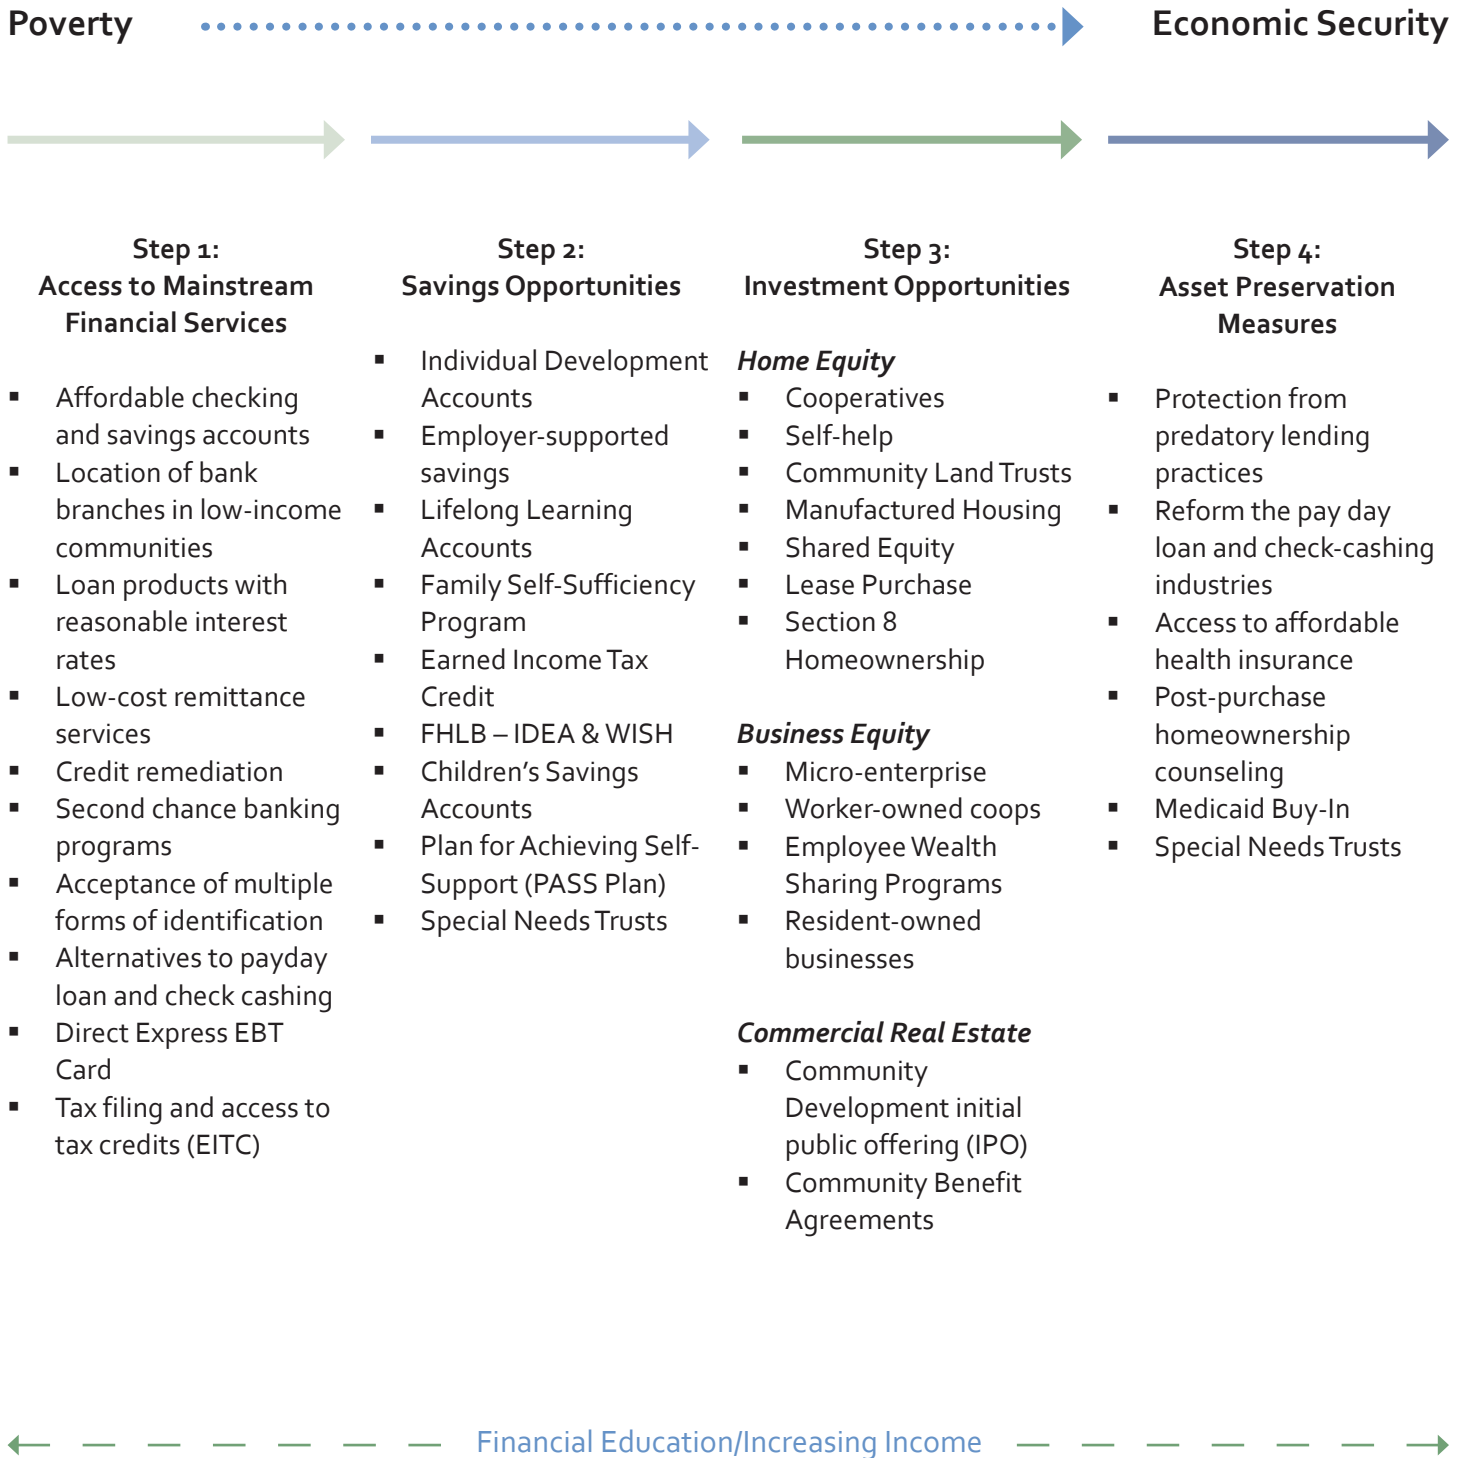 Poverty
Economic Security
Step 1:
Access to Mainstream
Financial Services
▪ Affordable checking
and savings accounts
▪ Location of bank
branches in low-income
communities
▪ Loan products with
reasonable interest
rates
▪ Low-cost remittance
services
▪ Credit remediation
▪ Second chance banking
programs
▪ Acceptance of multiple
forms of identification
▪ Alternatives to payday
loan and check cashing
▪ Direct Express EBT
Card
▪ Tax filing and access to
tax credits (EITC)
Step 2:
Savings Opportunities
▪ Individual Development
Accounts
▪ Employer-supported
savings
▪ Lifelong Learning
Accounts
▪ Family Self-Sufficiency
Program
▪ Earned Income Tax
Credit
▪ FHLB – IDEA & WISH
▪ Children’s Savings
Accounts
▪ Plan for Achieving Self-
Support (PASS Plan)
▪ Special Needs Trusts
Step 3:
Investment Opportunities
Home Equity
▪ Cooperatives
▪ Self-help
▪ Community Land Trusts
▪ Manufactured Housing
▪ Shared Equity
▪ Lease Purchase
▪ Section 8
Homeownership
Business Equity
▪ Micro-enterprise
▪ Worker-owned coops
▪ Employee Wealth
Sharing Programs
▪ Resident-owned
businesses
Commercial Real Estate
▪ Community
Development initial
public offering (IPO)
▪ Community Benefit
Agreements
Step 4:
Asset Preservation
Measures
▪ Protection from
predatory lending
practices
▪ Reform the pay day
loan and check-cashing
industries
▪ Access to affordable
health insurance
▪ Post-purchase
homeownership
counseling
▪ Medicaid Buy-In
▪ Special Needs Trusts
Financial Education/Increasing Income